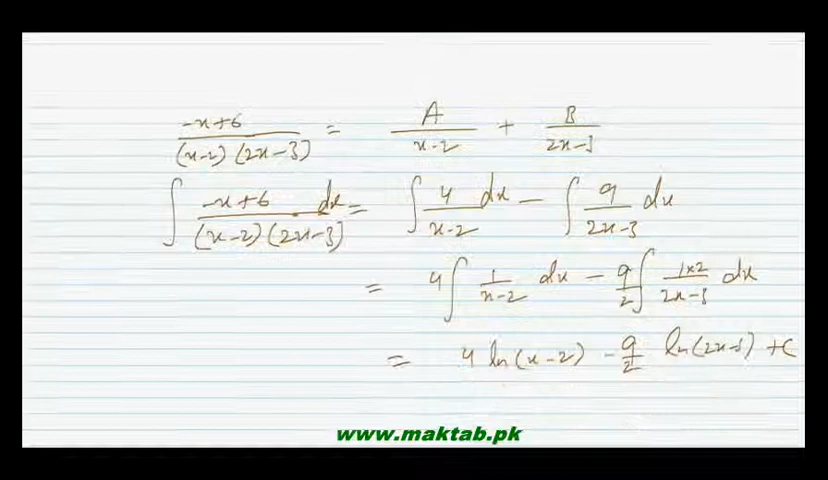 -x+6 / (x-2)(2x-3) = A / x-2 + B / 2x-3
∫ -x+6 / (x-2)(2x-3) dx = ∫ 4 / x-2 dx - ∫ 9 / 2x-3 dx
= 4 ∫ 1 / x-2 dx - 9/2 ∫ 1×2 / 2x-3 dx
= 4 ln(x-2) - 9/2 ln(2x-3) + C
www.maktab.pk